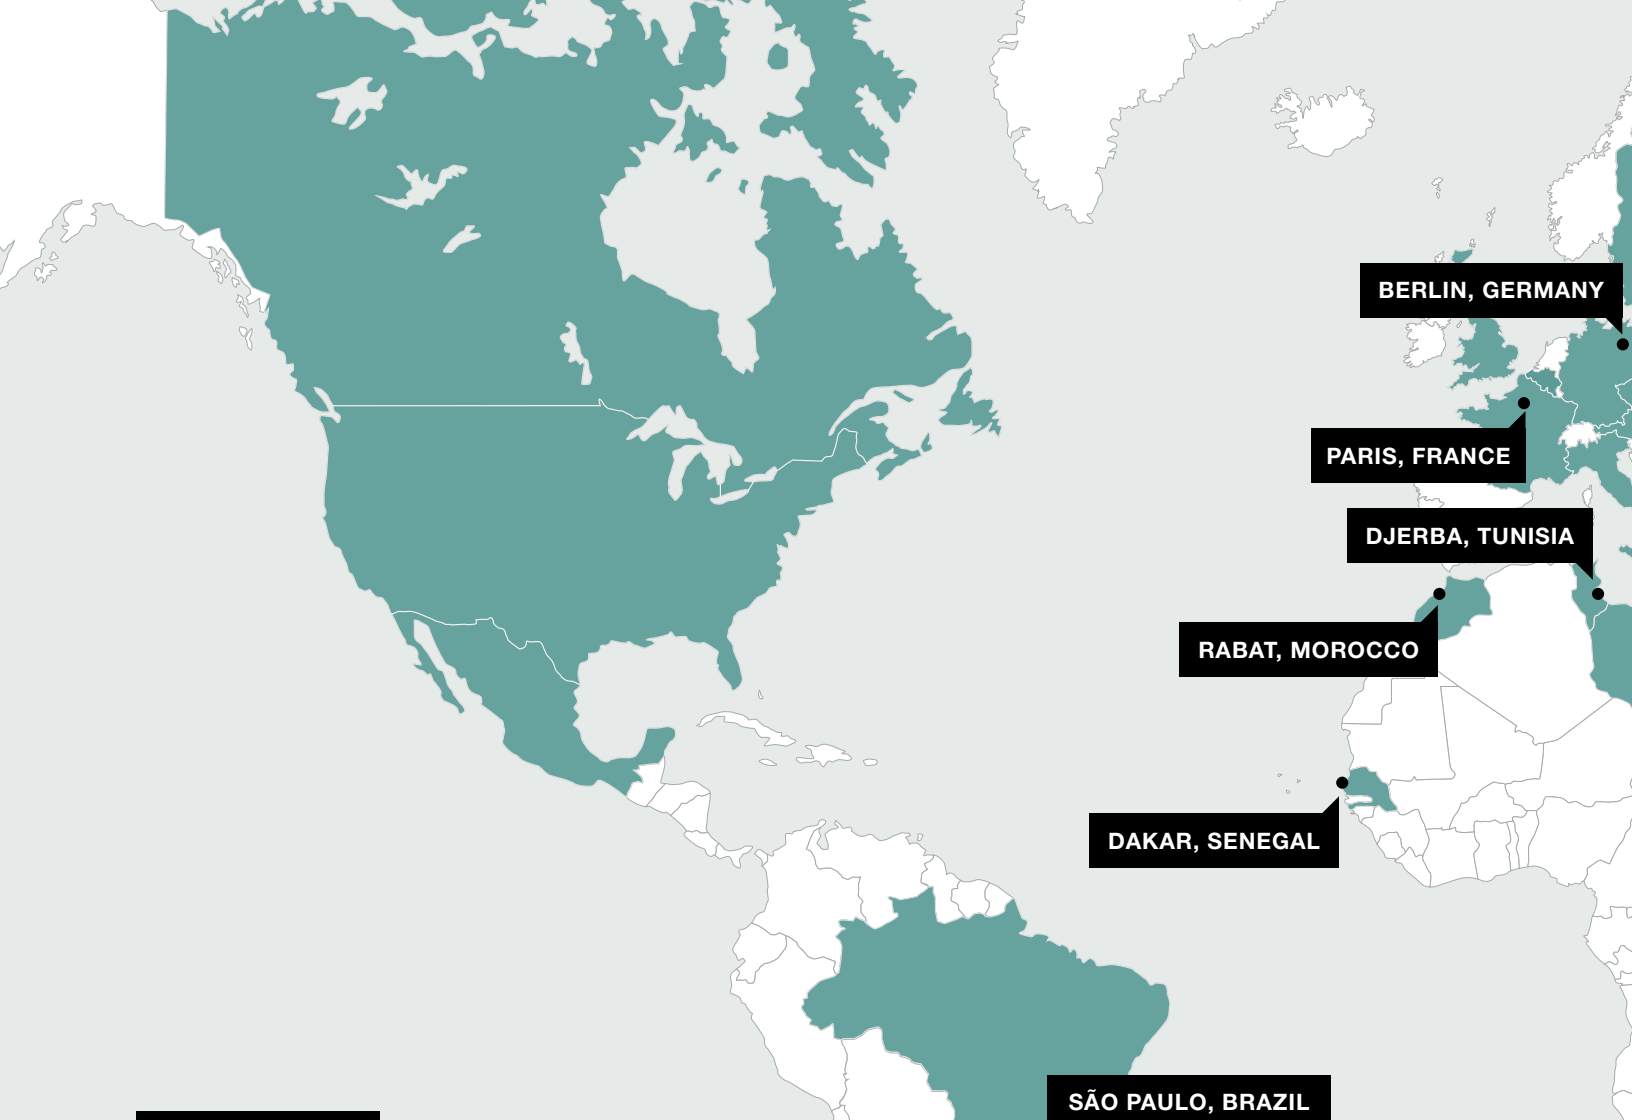 BERLIN, GERMANY
PARIS, FRANCE
DJERBA, TUNISIA
RABAT, MOROCCO
DAKAR, SENEGAL
SÃO PAULO, BRAZIL